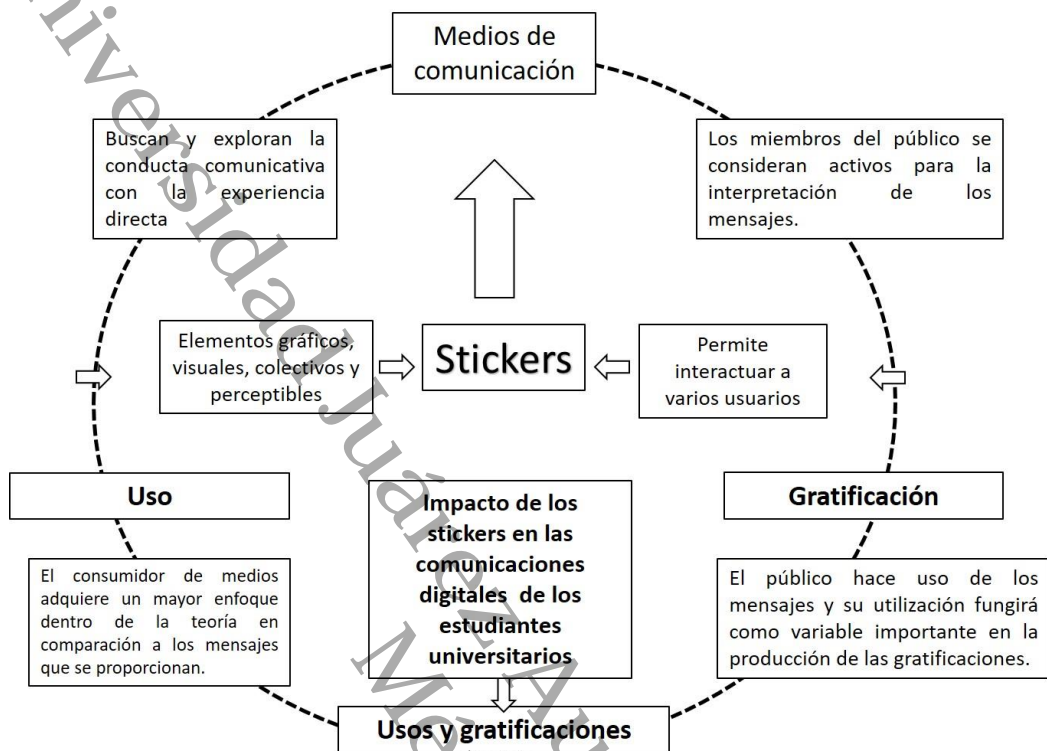 Medios de
comunicación
Buscan y exploran la
conducta comunicativa
con la experiencia
directa
Los miembros del público se
consideran activos para la
interpretación de los
mensajes.
Elementos gráficos,
visuales, colectivos y
perceptibles
Stickers
Permite
interactuar a
varios usuarios
Uso
Impacto de los
stickers en las
comunicaciones
digitales de los
estudiantes
universitarios
Gratificación
El consumidor de medios
adquiere un mayor enfoque
dentro de la teoría en
comparación a los mensajes
que se proporcionan.
El público hace uso de los
mensajes y su utilización fungirá
como variable importante en la
producción de las gratificaciones.
Usos y gratificaciones
Juárez